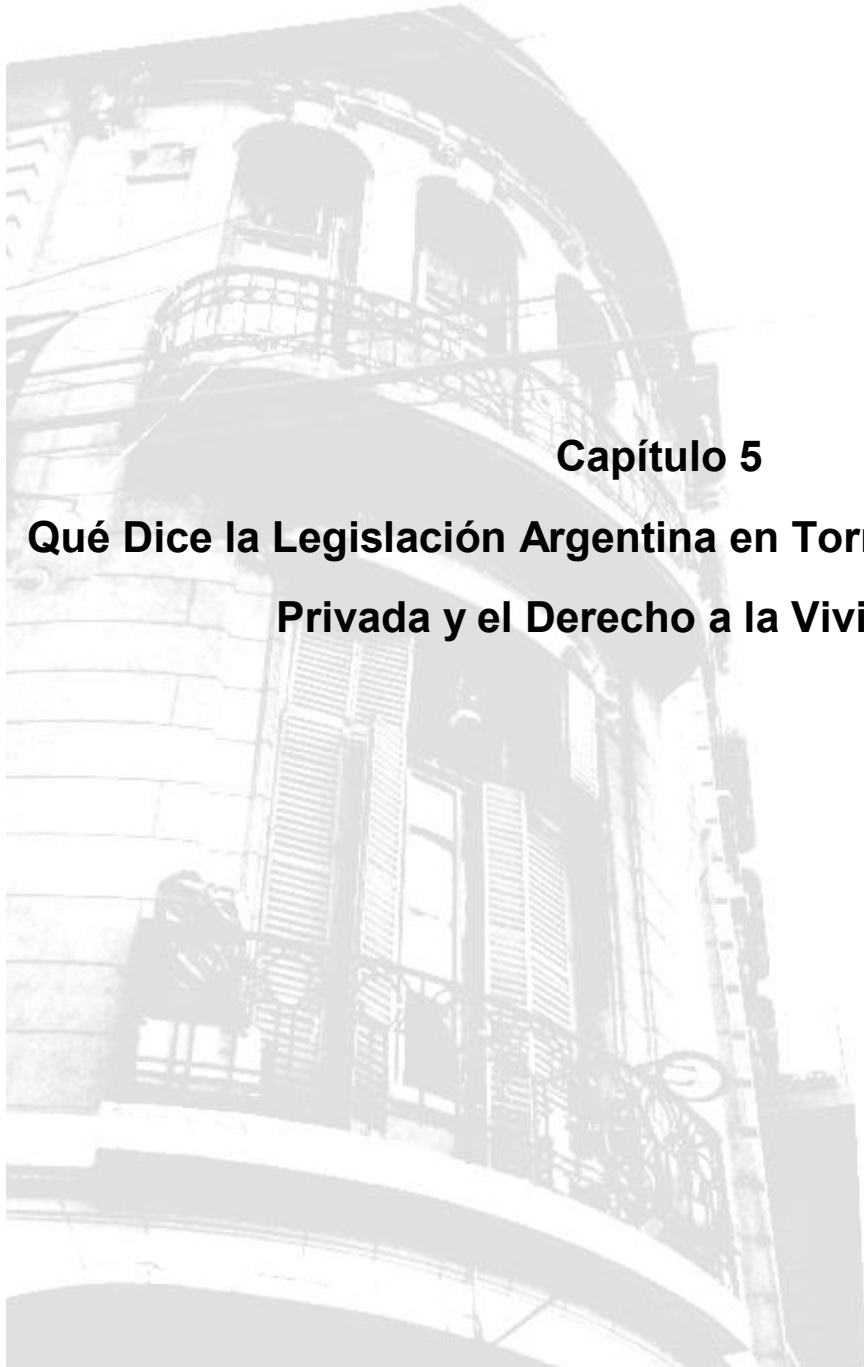 Capítulo 5
Qué Dice la Legislación Argentina en
Privada y el Derecho a la